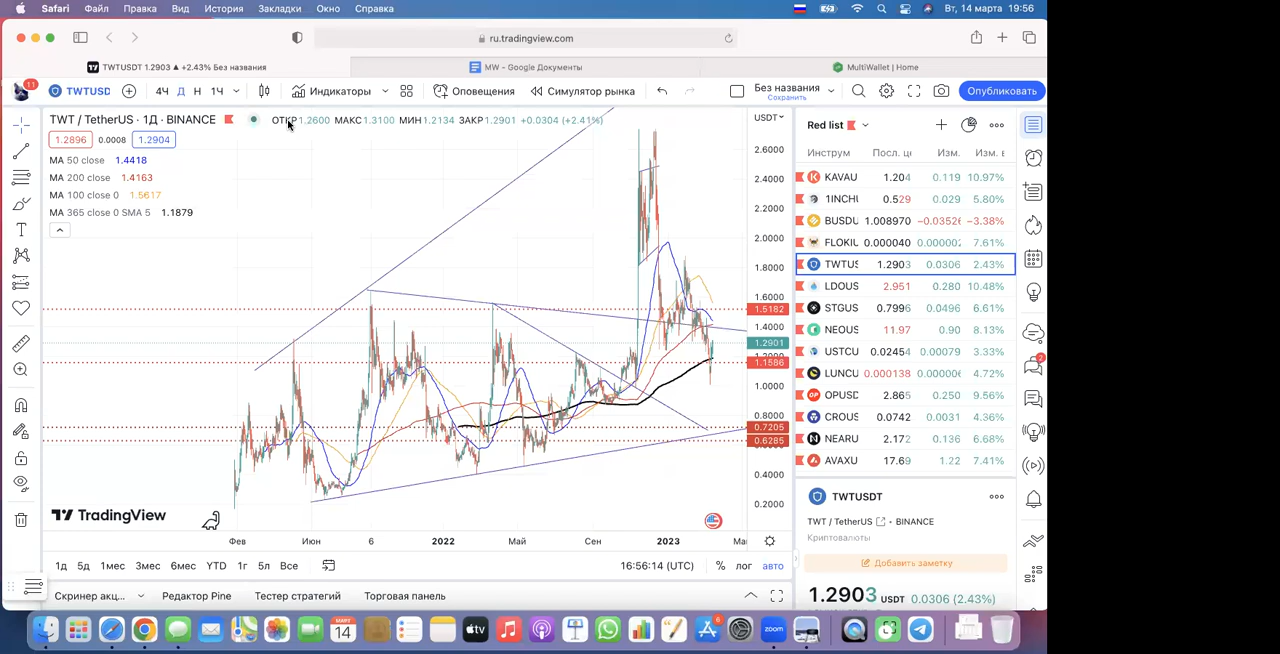 Safari Файл Правка Вид История Закладки Окно Справка Вт, 14 марта 19:56
ru.tradingview.com
TWTUSDT 1.2903 ▲ +2.43% Без названия
MW – Google Документы
MultiWallet | Home
11
TWTUSD 4Ч Д Н 1Ч Индикаторы Оповещения Симулятор рынка Без названия Сохранить Опубликовать
TWT / TetherUS · 1Д · BINANCE ОТКР 1.2600 МАКС 1.3100 МИН 1.2134 ЗАКР 1.2901 +0.0304 (+2.41%)
1.2896 0.0008 1.2904
MA 50 close 1.4418
MA 200 close 1.4163
MA 100 close 0 1.5617
MA 365 close 0 SMA 5 1.1879
USDT
2.6000
2.4000
2.2000
2.0000
1.8000
1.6000
1.5182
1.4000
1.2901
1.1586
1.0000
0.8000
0.7205
0.6285
0.4000
0.2000
TradingView
Фев Июн 6 2022 Май Сен 2023
1д 5д 1мес 3мес 6мес YTD 1г 5л Все 16:56:14 (UTC) % лог авто
Скринер акц... Редактор Pine Тестер стратегий Торговая панель
Red list
Инструм Посл. Изм. Изм. в
KAVAU 1.204 0.119 10.97%
1INCHU 0.529 0.029 5.80%
BUSDU 1.008970 −0.03526 −3.38%
FLOKIU 0.000040 0.000002 7.61%
TWTUS 1.2903 0.0306 2.43%
LDOUS 2.951 0.280 10.48%
STGUS 0.7996 0.0496 6.61%
NEOUS 11.97 0.90 8.13%
USTCU 0.02454 0.00079 3.33%
LUNCU 0.000138 0.000006 4.72%
OPUSD 2.865 0.250 9.56%
CROUS 0.0742 0.0031 4.36%
NEARU 2.172 0.136 6.68%
AVAXU 17.69 1.22 7.41%
2
TWTUSDT
TWT / TetherUS • BINANCE
Криптовалюты
Добавить заметку
1.2903 USDT 0.0306 (2.43%)
МАР.
14
tv
6
zoom